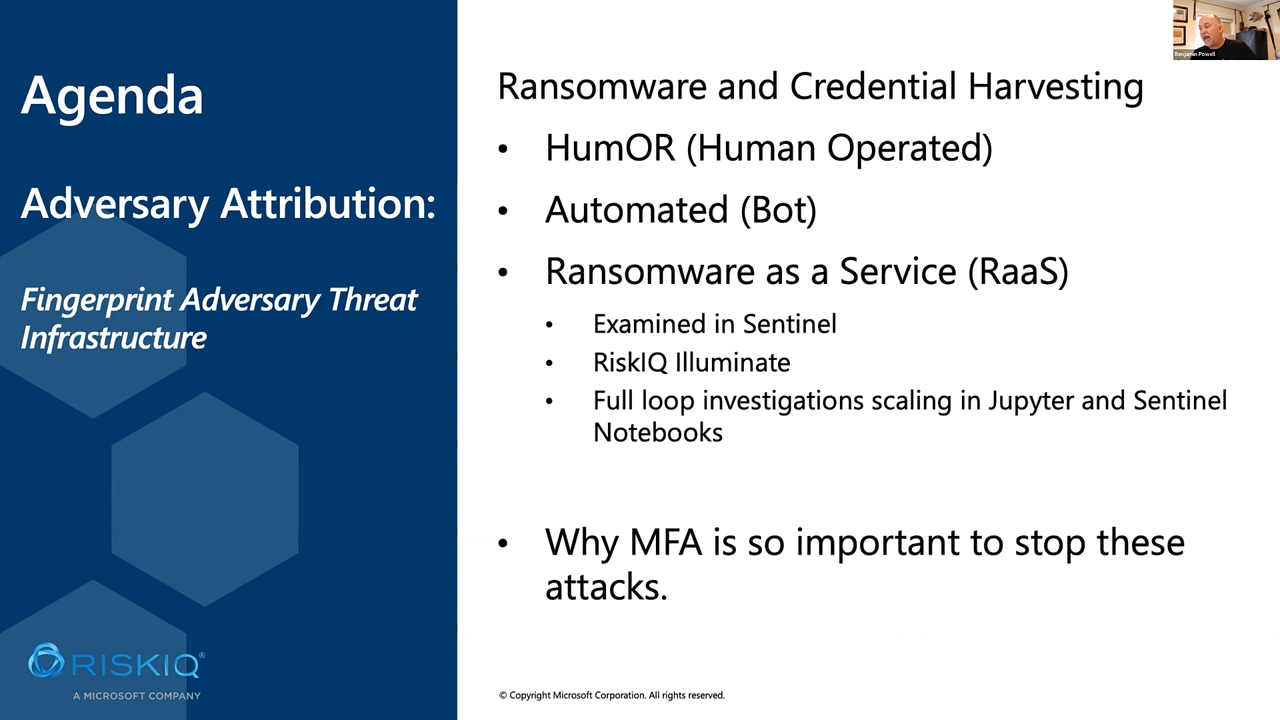 Agenda
Adversary Attribution:
Fingerprint Adversary Threat
Infrastructure
RISKIQ®
A MICROSOFT COMPANY
Ransomware and Credential Harvesting
• HumOR (Human Operated)
• Automated (Bot)
• Ransomware as a Service (RaaS)
• Examined in Sentinel
• RiskIQ Illuminate
• Full loop investigations scaling in Jupyter and Sentinel
Notebooks
• Why MFA is so important to stop these
attacks.
© Copyright Microsoft Corporation. All rights reserved.
Benjamin Powell